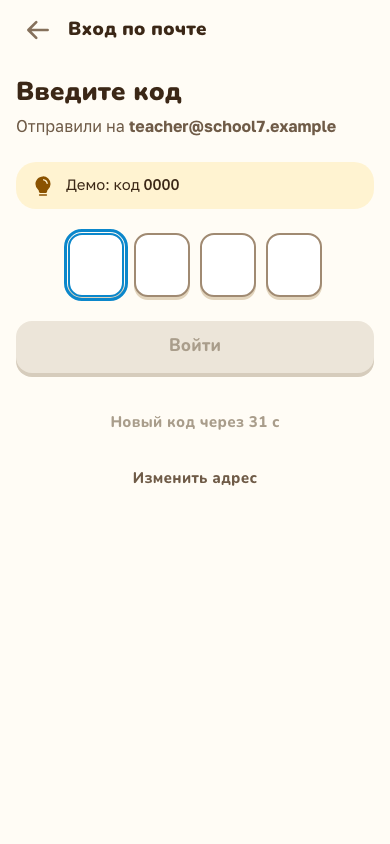 Вход по почте
Введите код
Отправили на teacher@school7.example
Демо: код 0000
Войти
Новый код через 31 с
Изменить адрес